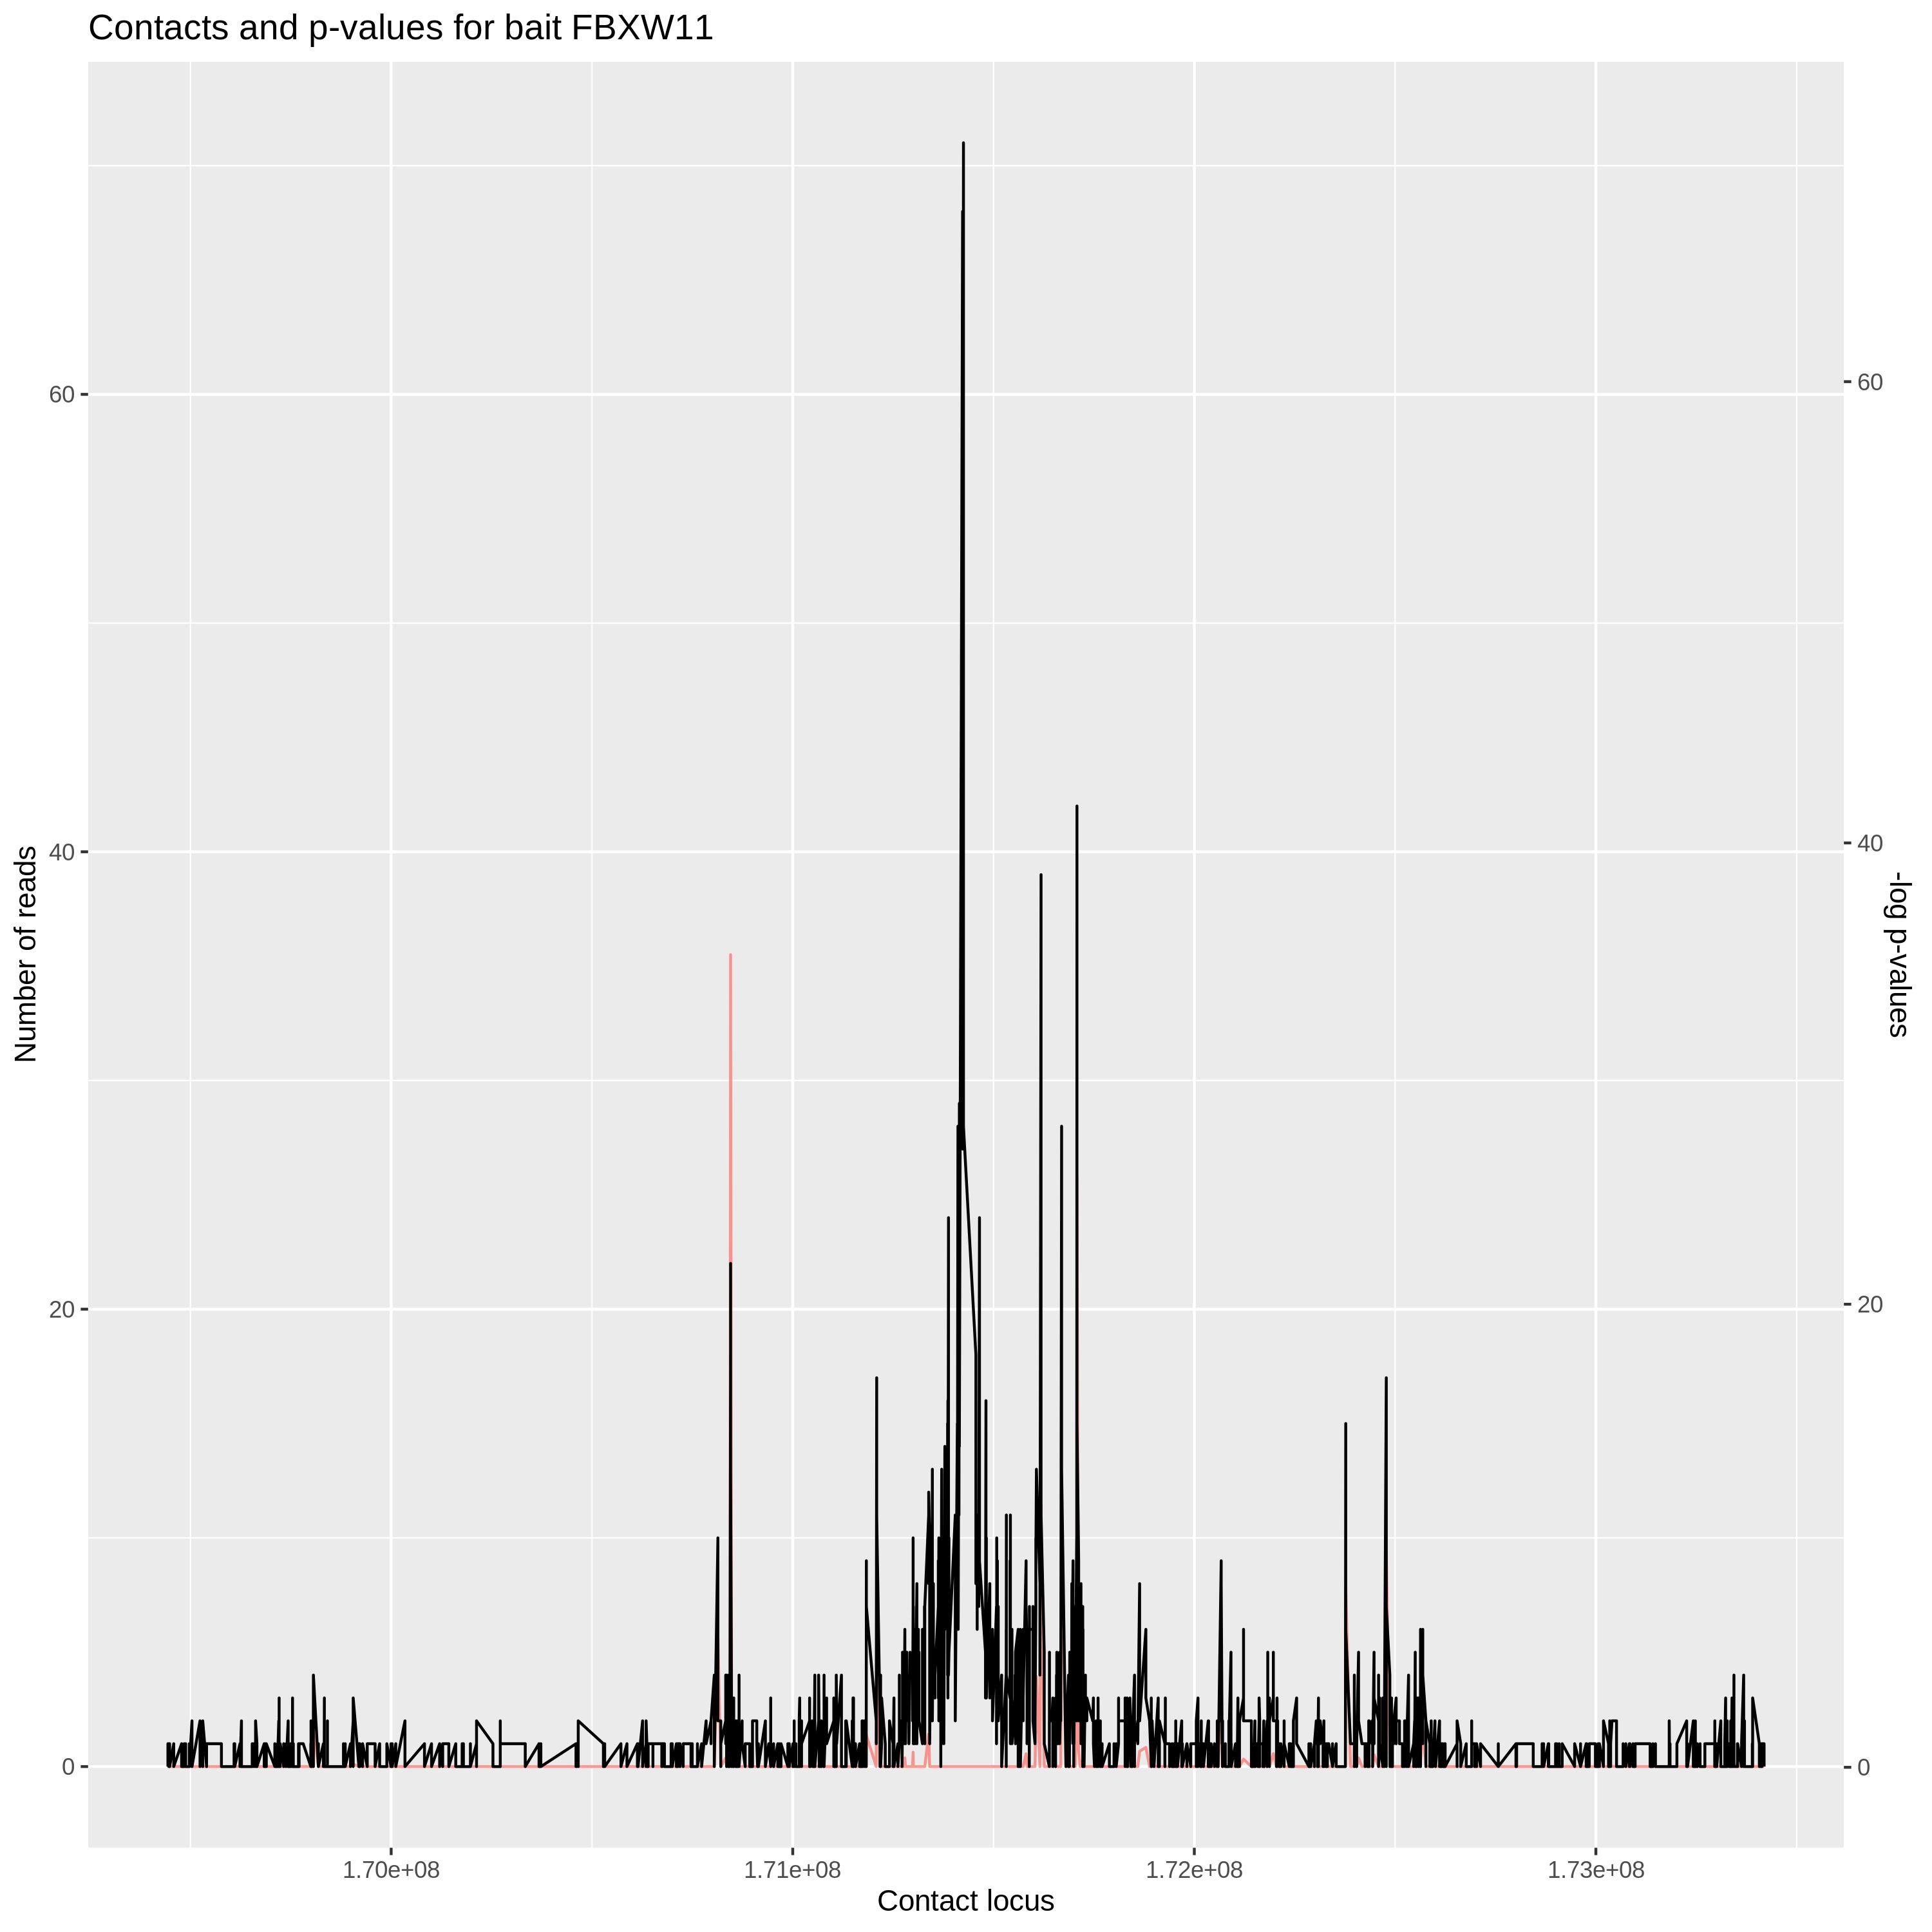 Contacts and p-values for bait FBXW11
Number of reads
60
40
20
0
60
40
20
0
-log p-values
1.70e+08
1.71e+08
1.72e+08
1.73e+08
Contact locus